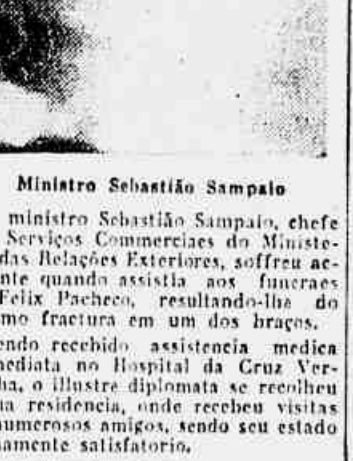 Ministro Sebastião Sampaio
ministro Sebastião Sampaio, chefe
Serviços Commerciaes do Ministe-
das Relações Exteriores, soffreu ac-
nte quando assistia aos funeraes
Felix Pacheco, resultando-lhe do
mo fractura em um dos braços.
endo recebido assistencia medica
mediata no Hospital da Cruz Ver-
ha, o illustre diplomata se recolheu
ua residencia, onde recebeu visitas
numerosos amigos, sendo seu estado
amente satisfatorio.